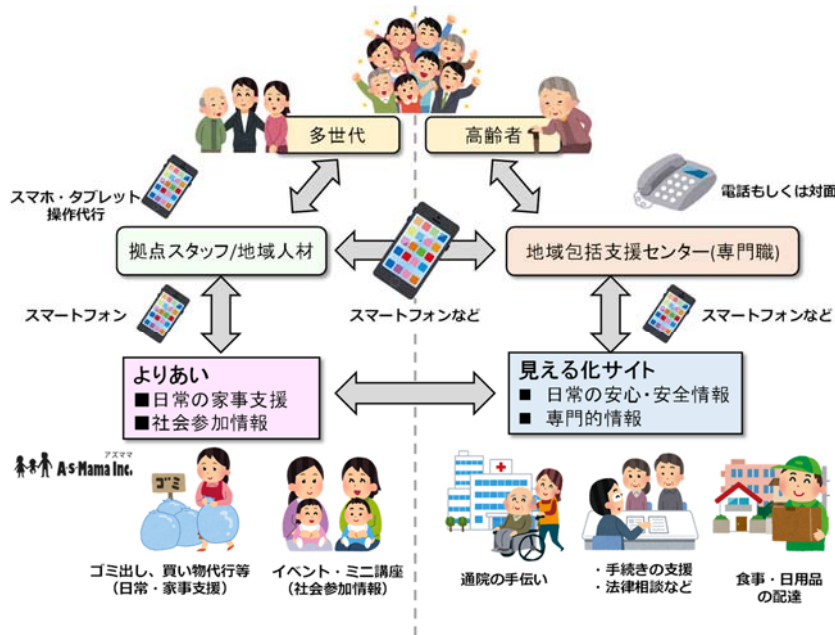 多世代
高齢者
スマホ・タブレット
操作代行
電話もしくは対面
拠点スタッフ/地域人材
地域包括支援センター(専門職)
スマートフォン
スマートフォンなど
スマートフォンなど
よりあい
■日常の家事支援
■社会参加情報
見える化サイト
■ 日常の安心・安全情報
■ 専門的情報
アズママ
AsMama Inc.
ゴミ
ゴミ出し、買い物代行等
（日常・家事支援）
イベント・ミニ講座
（社会参加情報）
通院の手伝い
・手続きの支援
・法律相談など
食事・日用品
の配達